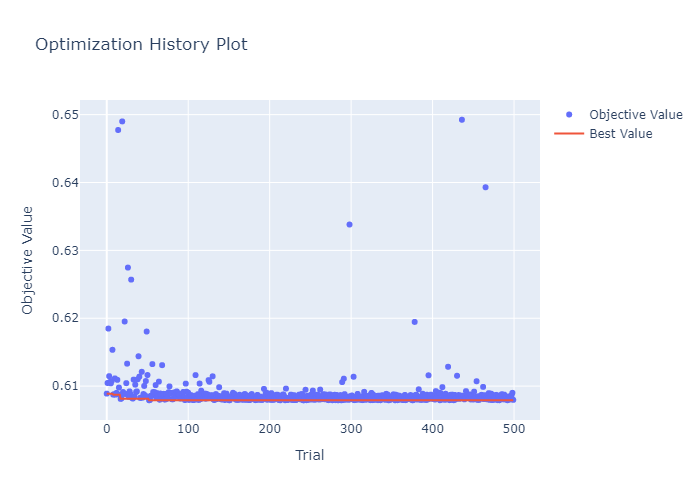 Optimization History Plot
Objective Value
Best Value
0.65
0.64
0.63
0.62
0.61
Objective Value
0
100
200
300
400
500
Trial